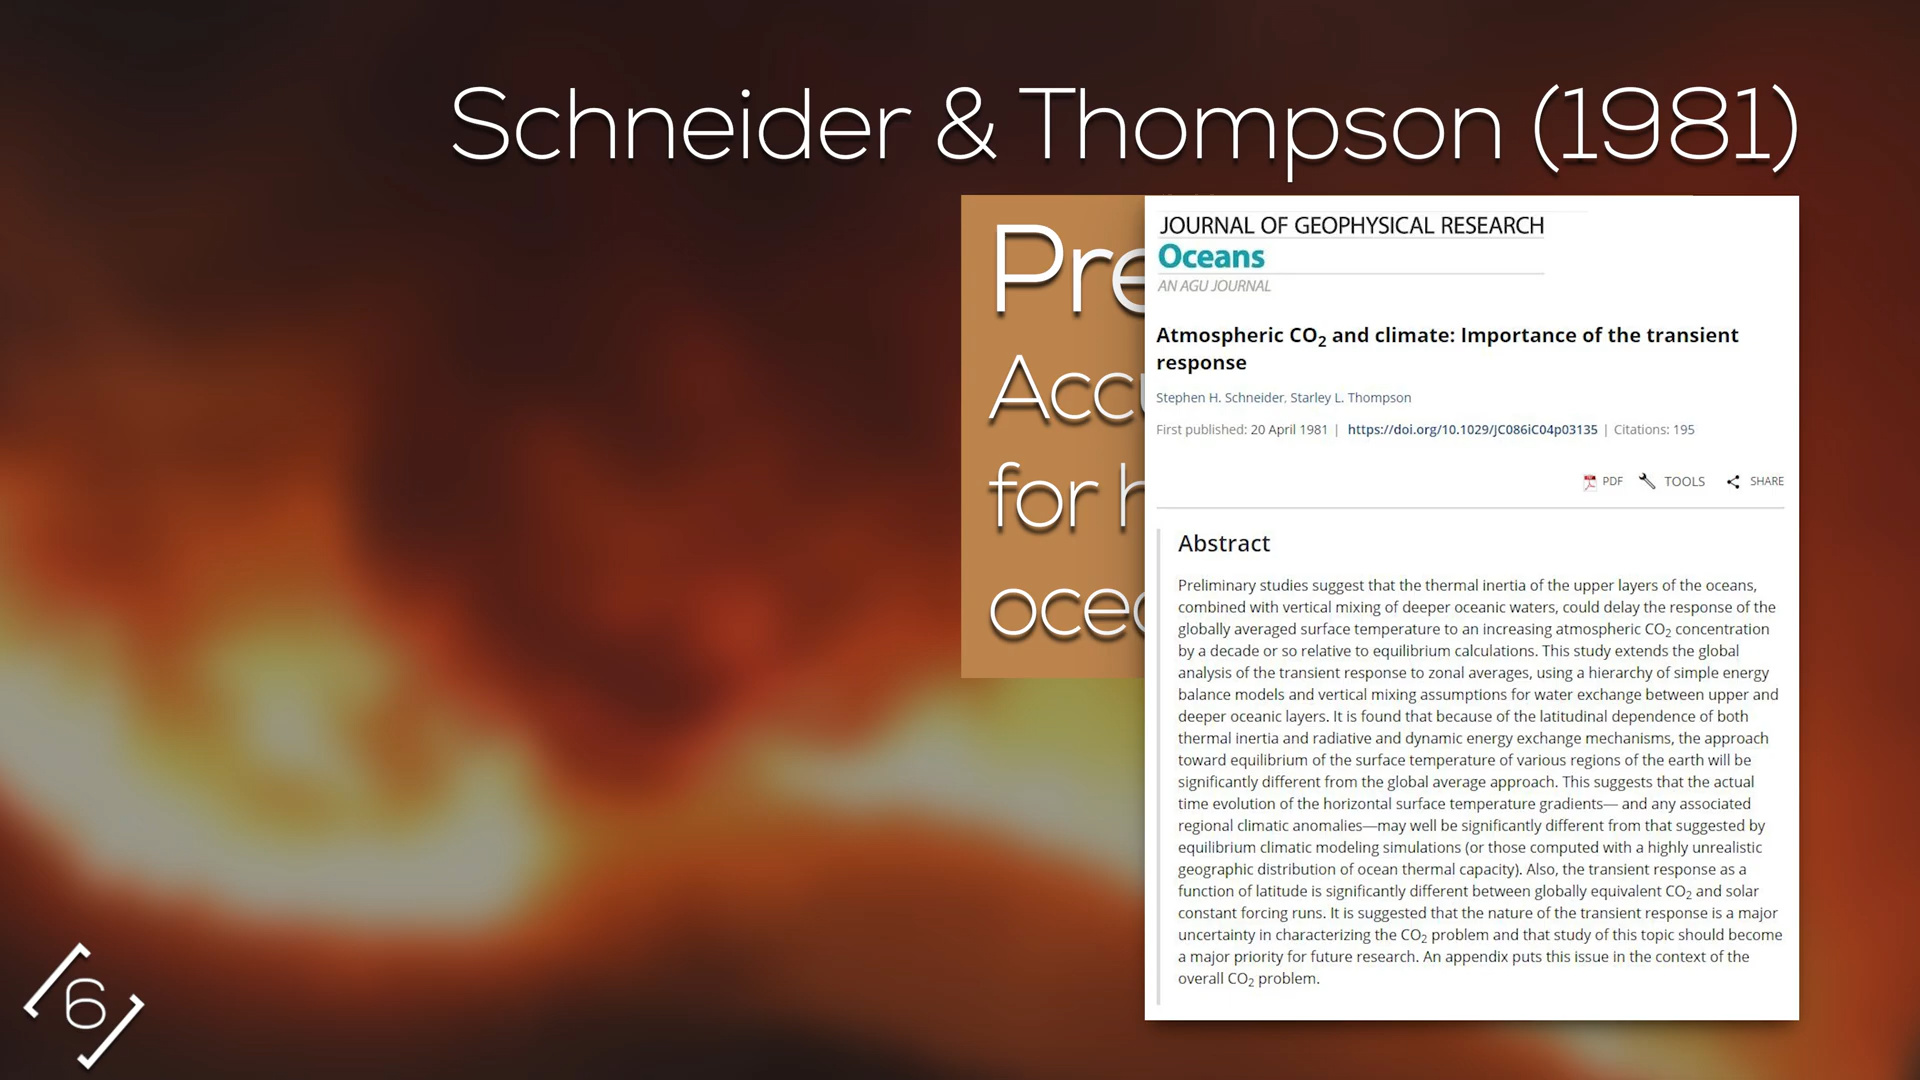 Schneider & Thompson (1981)
Pre
Acc
for h
ocea
JOURNAL OF GEOPHYSICAL RESEARCH
Oceans
AN AGU JOURNAL
Atmospheric CO₂ and climate: Importance of the transient
response
Stephen H. Schneider, Starley L. Thompson
First published: 20 April 1981 | https://doi.org/10.1029/JC086iC04p03135 | Citations: 195
PDF TOOLS SHARE
Abstract
Preliminary studies suggest that the thermal inertia of the upper layers of the oceans,
combined with vertical mixing of deeper oceanic waters, could delay the response of the
globally averaged surface temperature to an increasing atmospheric CO₂ concentration
by a decade or so relative to equilibrium calculations. This study extends the global
analysis of the transient response to zonal averages, using a hierarchy of simple energy
balance models and vertical mixing assumptions for water exchange between upper and
deeper oceanic layers. It is found that because of the latitudinal dependence of both
thermal inertia and radiative and dynamic energy exchange mechanisms, the approach
toward equilibrium of the surface temperature of various regions of the earth will be
significantly different from the global average approach. This suggests that the actual
time evolution of the horizontal surface temperature gradients— and any associated
regional climatic anomalies—may well be significantly different from that suggested by
equilibrium climatic modeling simulations (or those computed with a highly unrealistic
geographic distribution of ocean thermal capacity). Also, the transient response as a
function of latitude is significantly different between globally equivalent CO₂ and solar
constant forcing runs. It is suggested that the nature of the transient response is a major
uncertainty in characterizing the CO₂ problem and that study of this topic should become
a major priority for future research. An appendix puts this issue in the context of the
overall CO₂ problem.
[6]